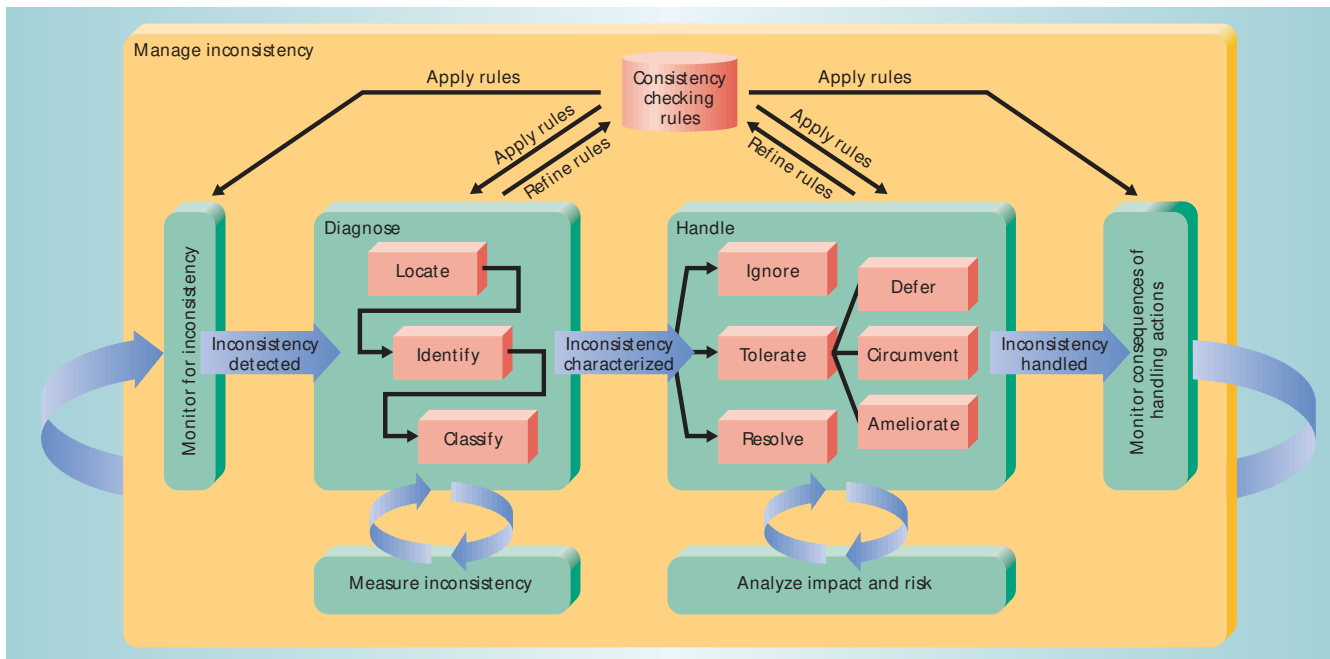 Manage inconsistency
Apply rules
Consistency
checking
rules
Apply rules
Apply rules
Refine rules
Apply rules
Refine rules
Monitor for inconsistency
Inconsistency
detected
Diagnose
Locate
Identify
Classify
Inconsistency
characterized
Handle
Ignore
Tolerate
Resolve
Defer
Circumvent
Ameliorate
Inconsistency
handled
Monitor consequences of
handling actions
Measure inconsistency
Analyze impact and risk